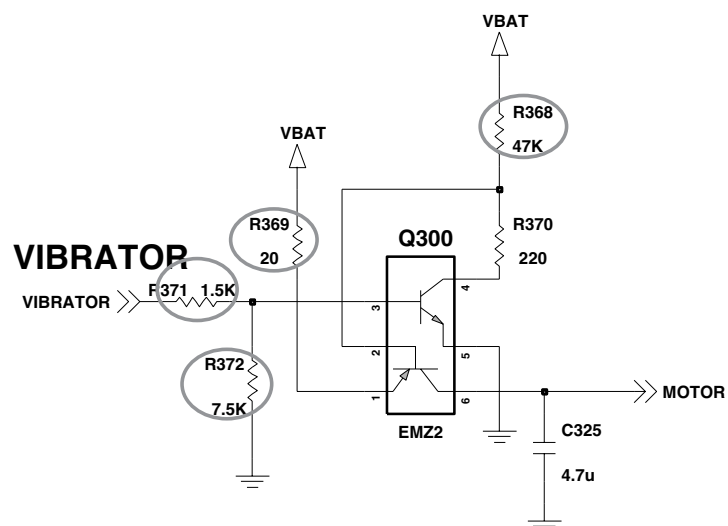 VBAT
R368
47K
VBAT
R369
20
Q300
R370
220
VIBRATOR
R371 1.5K
VIBRATOR
3
4
2
5
R372
7.5K
1
6
MOTOR
EMZ2
C325
4.7u